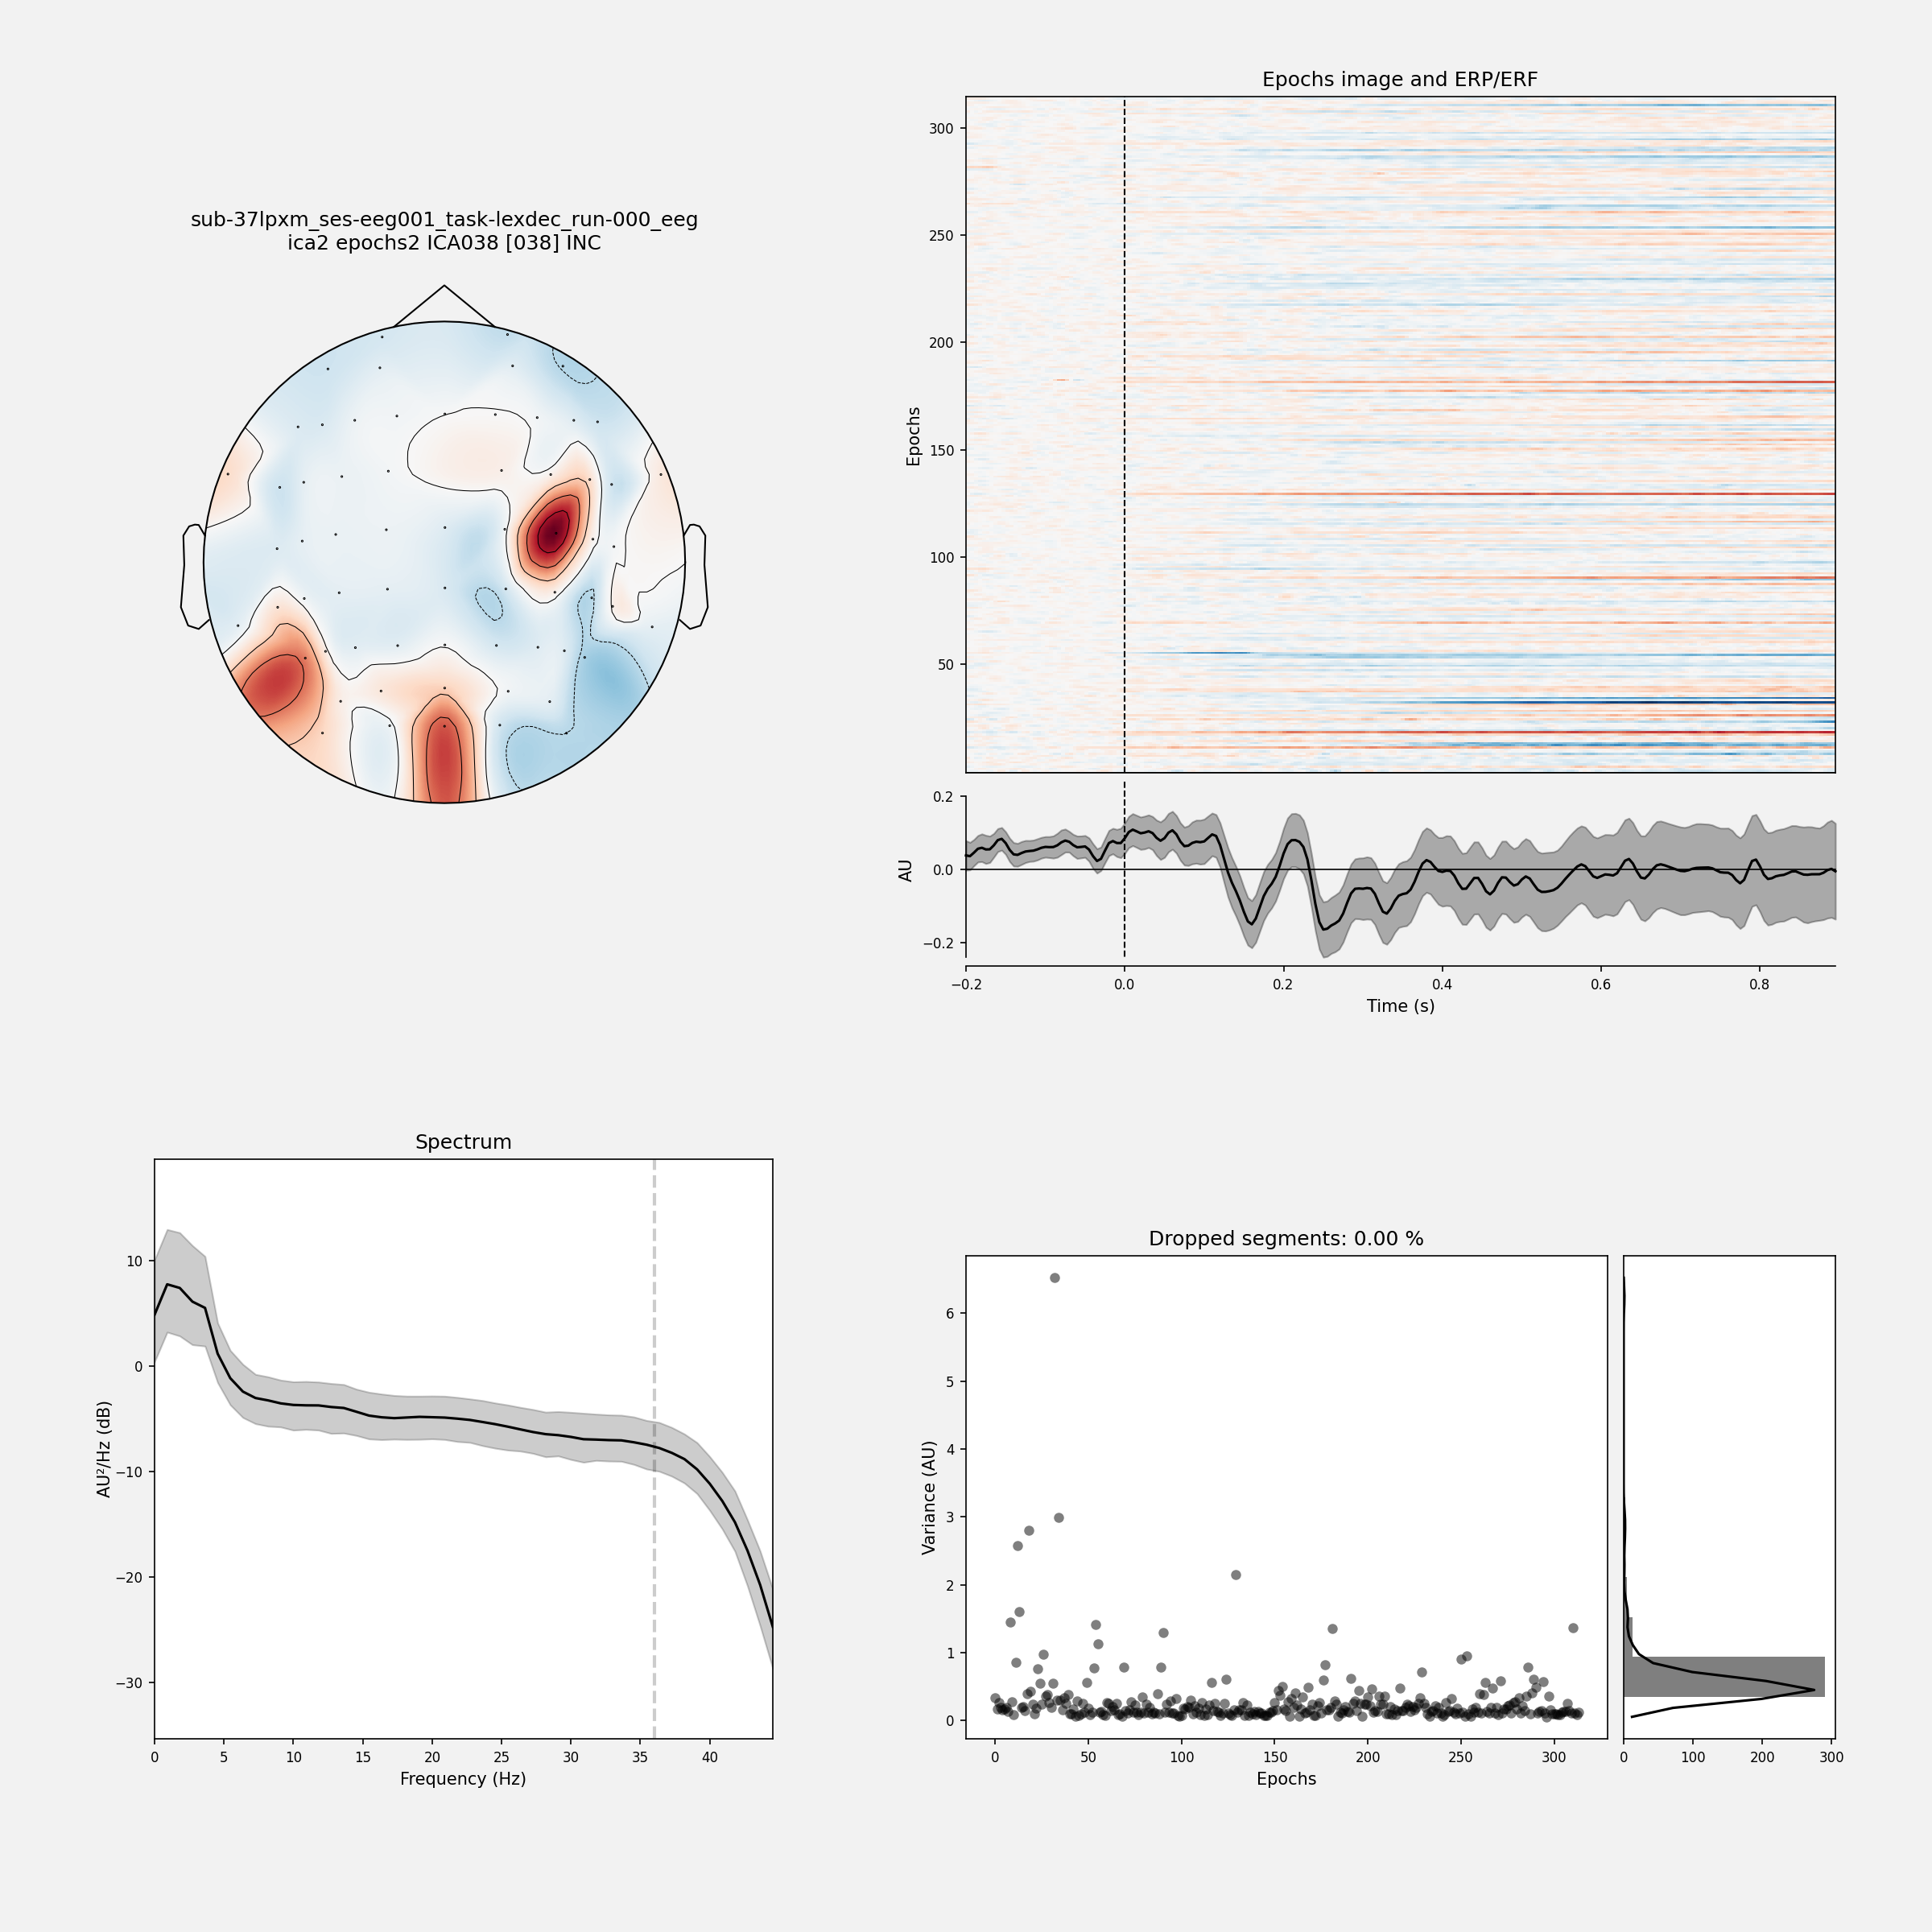 sub-37lpxm_ses-eeg001_task-lexdec_run-000_eeg
ica2 epochs2 ICA038 [038] INC
Epochs image and ERP/ERF
300
250
200
150
100
50
Epochs
0.2
0.0
−0.2
AU
−0.2 0.0 0.2 0.4 0.6 0.8
Time (s)
Spectrum
10
0
−10
−20
−30
AU²/Hz (dB)
0 5 10 15 20 25 30 35 40
Frequency (Hz)
Dropped segments: 0.00 %
6
5
4
3
2
1
0
Variance (AU)
0 50 100 150 200 250 300
Epochs
0 100 200 300